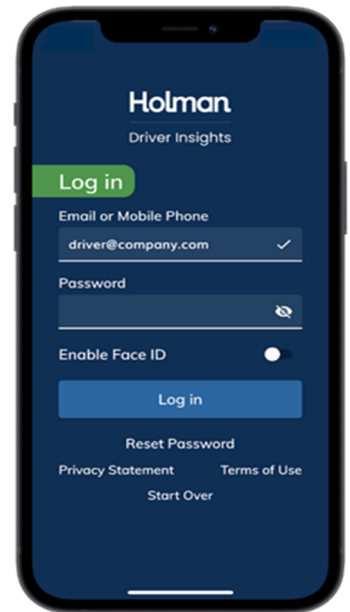 Holman
Driver Insights
Log in
Email or Mobile Phone
driver@company.com
Password
Enable Face ID
Log in
Reset Password
Privacy Statement Terms of Use
Start Over